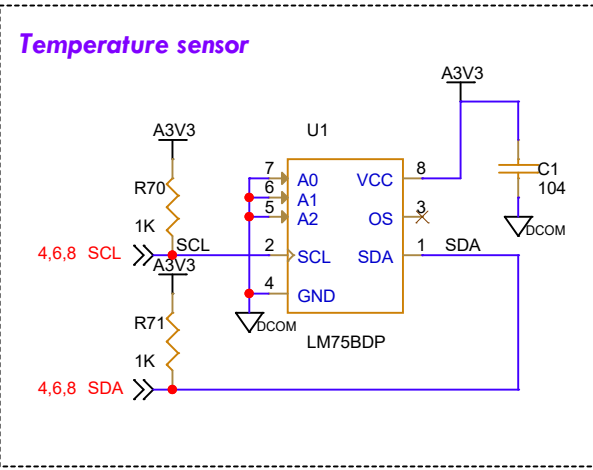 Temperature sensor
A3V3
A3V3
U1
R70
1K
7 A0
6 A1
5 A2
VCC 8
OS 3
C1
104
DCOM
4,6,8 SCL
SCL
2 SCL
SDA 1 SDA
A3V3
4 GND
DCOM
R71
1K
LM75BDP
4,6,8 SDA